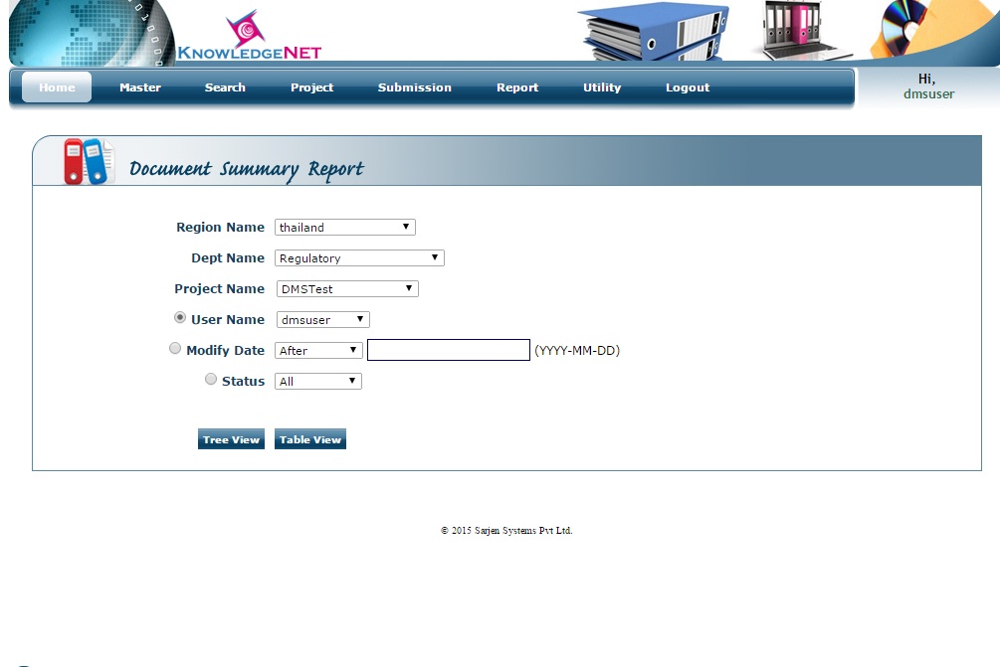 KNOWLEDGENET
Home Master Search Project Submission Report Utility Logout
Hi,
dmsuser
Document Summary Report
Region Name thailand
Dept Name Regulatory
Project Name DMSTest
User Name dmsuser
Modify Date After (YYYY-MM-DD)
Status All
Tree View Table View
© 2015 Sarjen Systems Pvt Ltd.